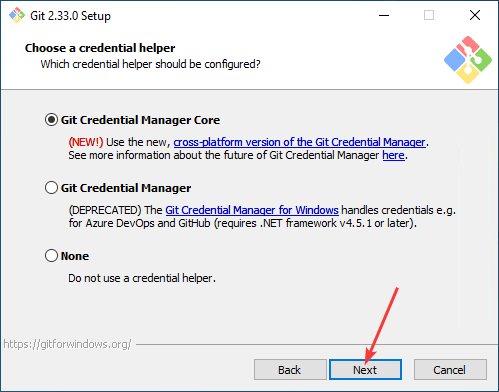 Git 2.33.0 Setup
Choose a credential helper
Which credential helper should be configured?
Git Credential Manager Core
(NEW!) Use the new, cross-platform version of the Git Credential Manager.
See more information about the future of Git Credential Manager here.
Git Credential Manager
(DEPRECATED) The Git Credential Manager for Windows handles credentials e.g.
for Azure DevOps and GitHub (requires .NET framework v4.5.1 or later).
None
Do not use a credential helper.
https://gitforwindows.org/
Back Next Cancel